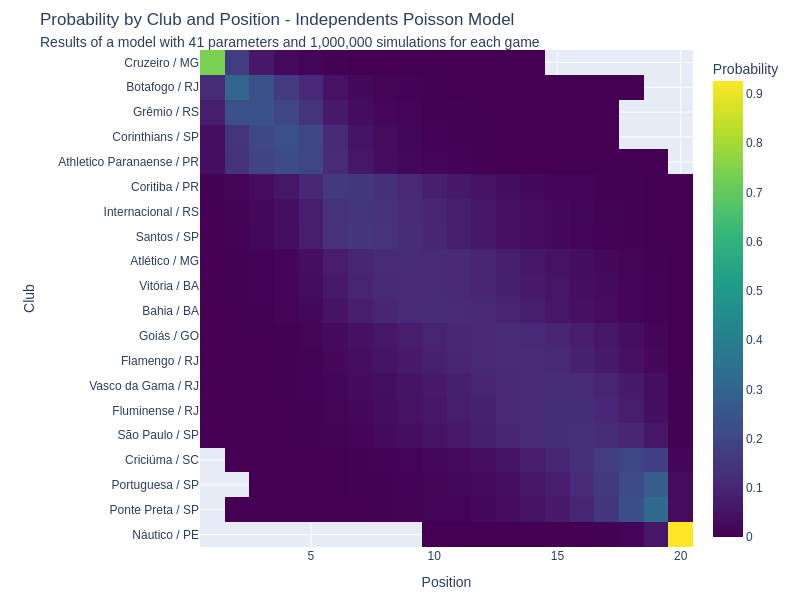 Probability by Club and Position - Independents Poisson Model
Results of a model with 41 parameters and 1,000,000 simulations for each game
Probability
Club
Cruzeiro / MG
Botafogo / RJ
Grêmio / RS
Corinthians / SP
Athletico Paranaense / PR
Coritiba / PR
Internacional / RS
Santos / SP
Atlético / MG
Vitória / BA
Bahia / BA
Goiás / GO
Flamengo / RJ
Vasco da Gama / RJ
Fluminense / RJ
São Paulo / SP
Criciúma / SC
Portuguesa / SP
Ponte Preta / SP
Náutico / PE
0.9
0.8
0.7
0.6
0.5
0.4
0.3
0.2
0.1
0
5 10 15 20
Position